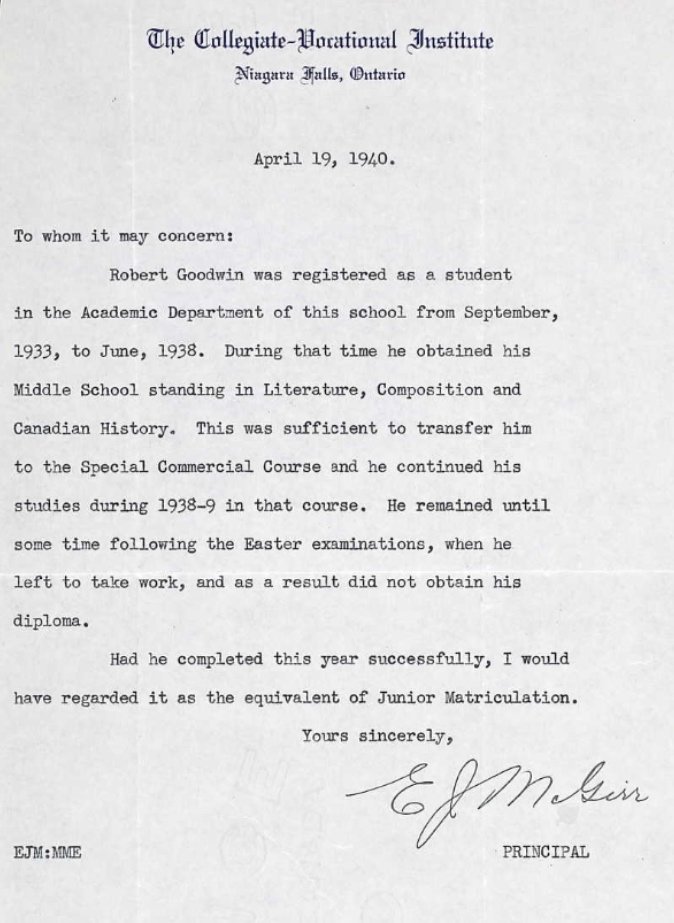 The Collegiate-Vocational Institute
Niagara Falls, Ontario
April 19, 1940.
To whom it may concern:
Robert Goodwin was registered as a student
in the Academic Department of this school from September,
1933, to June, 1938. During that time he obtained his
Middle School standing in Literature, Composition and
Canadian History. This was sufficient to transfer him
to the Special Commercial Course and he continued his
studies during 1938-9 in that course. He remained until
some time following the Easter examinations, when he
left to take work, and as a result did not obtain his
diploma.
Had he completed this year successfully, I would
have regarded it as the equivalent of Junior Matriculation.
Yours sincerely,
E J McGirr
EJM:MME PRINCIPAL